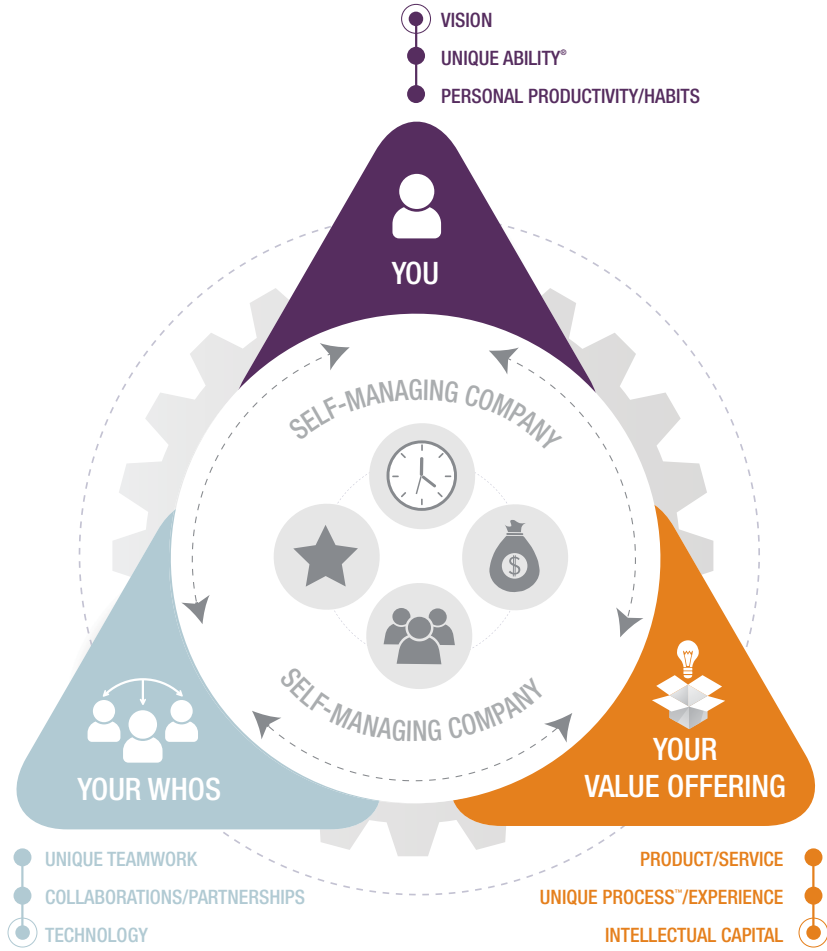 VISION
UNIQUE ABILITY®
PERSONAL PRODUCTIVITY/HABITS
YOU
SELF-MANAGING COMPANY
$
SELF-MANAGING COMPANY
YOUR WHOS
YOUR
VALUE OFFERING
UNIQUE TEAMWORK
COLLABORATIONS/PARTNERSHIPS
TECHNOLOGY
PRODUCT/SERVICE
UNIQUE PROCESS™/EXPERIENCE
INTELLECTUAL CAPITAL